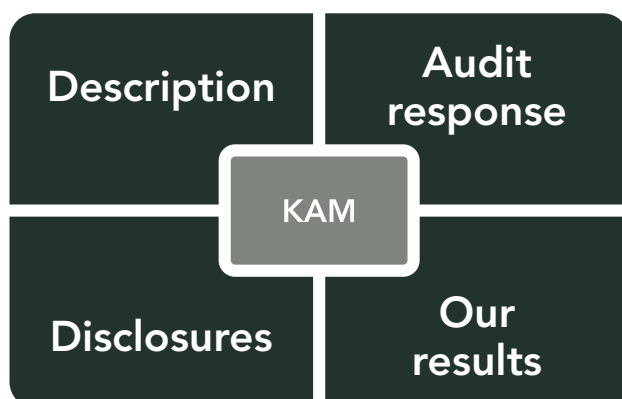 Description
Audit
response
KAM
Disclosures
Our
results